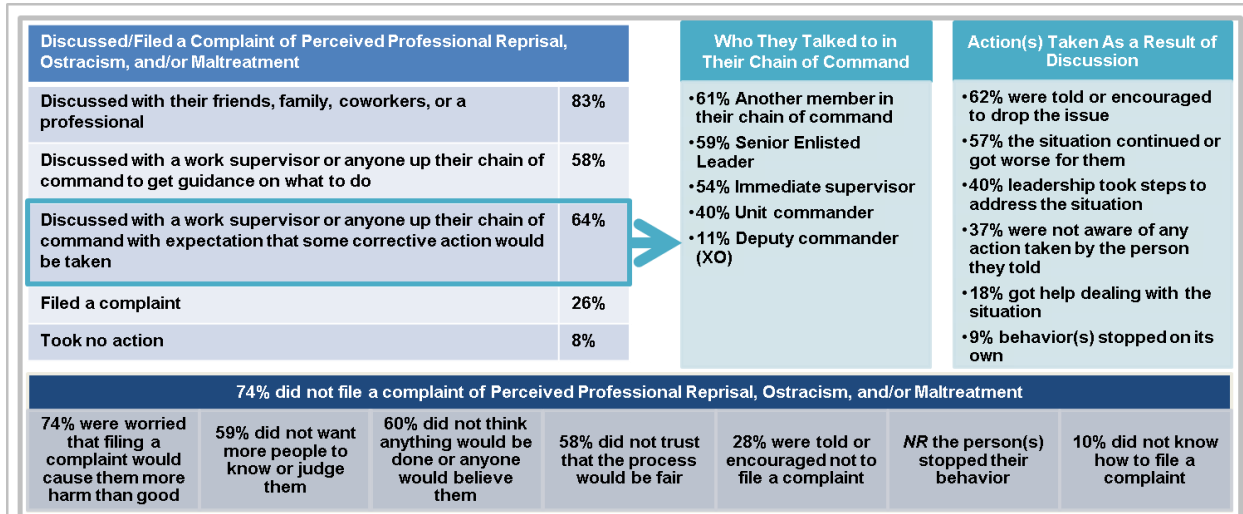 Discussed/Filed a Complaint of Perceived Professional Reprisal,
Ostracism, and/or Maltreatment
Discussed with their friends, family, coworkers, or a
professional
83%
Discussed with a work supervisor or anyone up their chain of
command to get guidance on what to do
58%
Discussed with a work supervisor or anyone up their chain of
command with expectation that some corrective action would
be taken
64%
Filed a complaint
26%
Took no action
8%
Who They Talked to in
Their Chain of Command
•61% Another member in
their chain of command
•59% Senior Enlisted
Leader
•54% Immediate supervisor
•40% Unit commander
•11% Deputy commander
(XO)
Action(s) Taken As a Result of
Discussion
•62% were told or encouraged
to drop the issue
•57% the situation continued or
got worse for them
•40% leadership took steps to
address the situation
•37% were not aware of any
action taken by the person
they told
•18% got help dealing with the
situation
•9% behavior(s) stopped on its
own
74% did not file a complaint of Perceived Professional Reprisal, Ostracism, and/or Maltreatment
74% were worried
that filing a
complaint would
cause them more
harm than good
59% did not want
more people to
know or judge
them
60% did not think
anything would be
done or anyone
would believe
them
58% did not trust
that the process
would be fair
28% were told or
encouraged not to
file a complaint
NR the person(s)
stopped their
behavior
10% did not know
how to file a
complaint